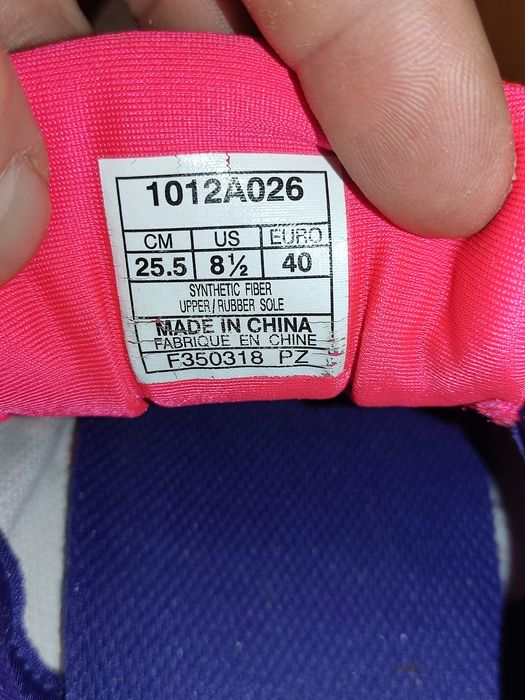 1012A026
CM US EURO
25.5 8½ 40
SYNTHETIC FIBER
UPPER/RUBBER SOLE
MADE IN CHINA
FABRIQUE EN CHINE
F350318 PZ